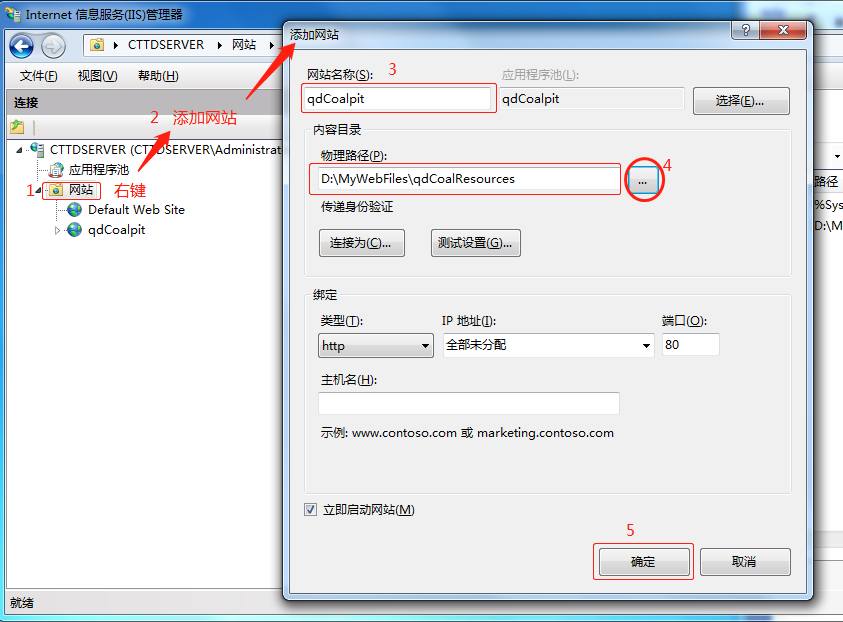 Internet 信息服务(IIS)管理器
CTTDSERVER 网站
文件(F) 视图(V) 帮助(H)
连接
CTTDSERVER (CTTDSERVER\Administrat
应用程序池
1 网站 右键
2 添加网站
Default Web Site
qdCoalpit
就绪
添加网站
网站名称(S): 3
应用程序池(L):
qdCoalpit
qdCoalpit
选择(E)...
内容目录
物理路径(P):
D:\MyWebFiles\qdCoalResources
... 4
传递身份验证
连接为(C)...
测试设置(G)...
绑定
类型(T): IP 地址(I): 端口(O):
http 全部未分配 80
主机名(H):
示例: www.contoso.com 或 marketing.contoso.com
立即启动网站(M)
5
确定 取消
路径
%Sys
D:\M